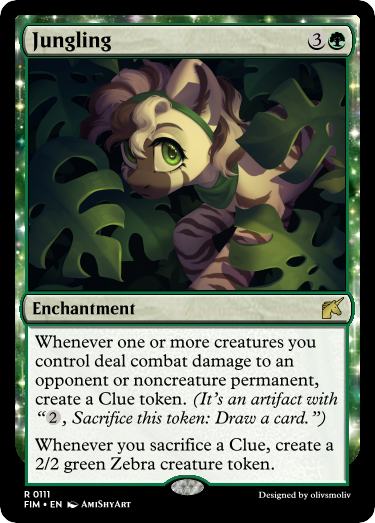 Jungling 3
Enchantment
Whenever one or more creatures you
control deal combat damage to an
opponent or noncreature permanent,
create a Clue token. (It's an artifact with
“2, Sacrifice this token: Draw a card.”)
Whenever you sacrifice a Clue, create a
2/2 green Zebra creature token.
R 0111
FIM • EN AmiShyArt
Designed by olivsmoliv